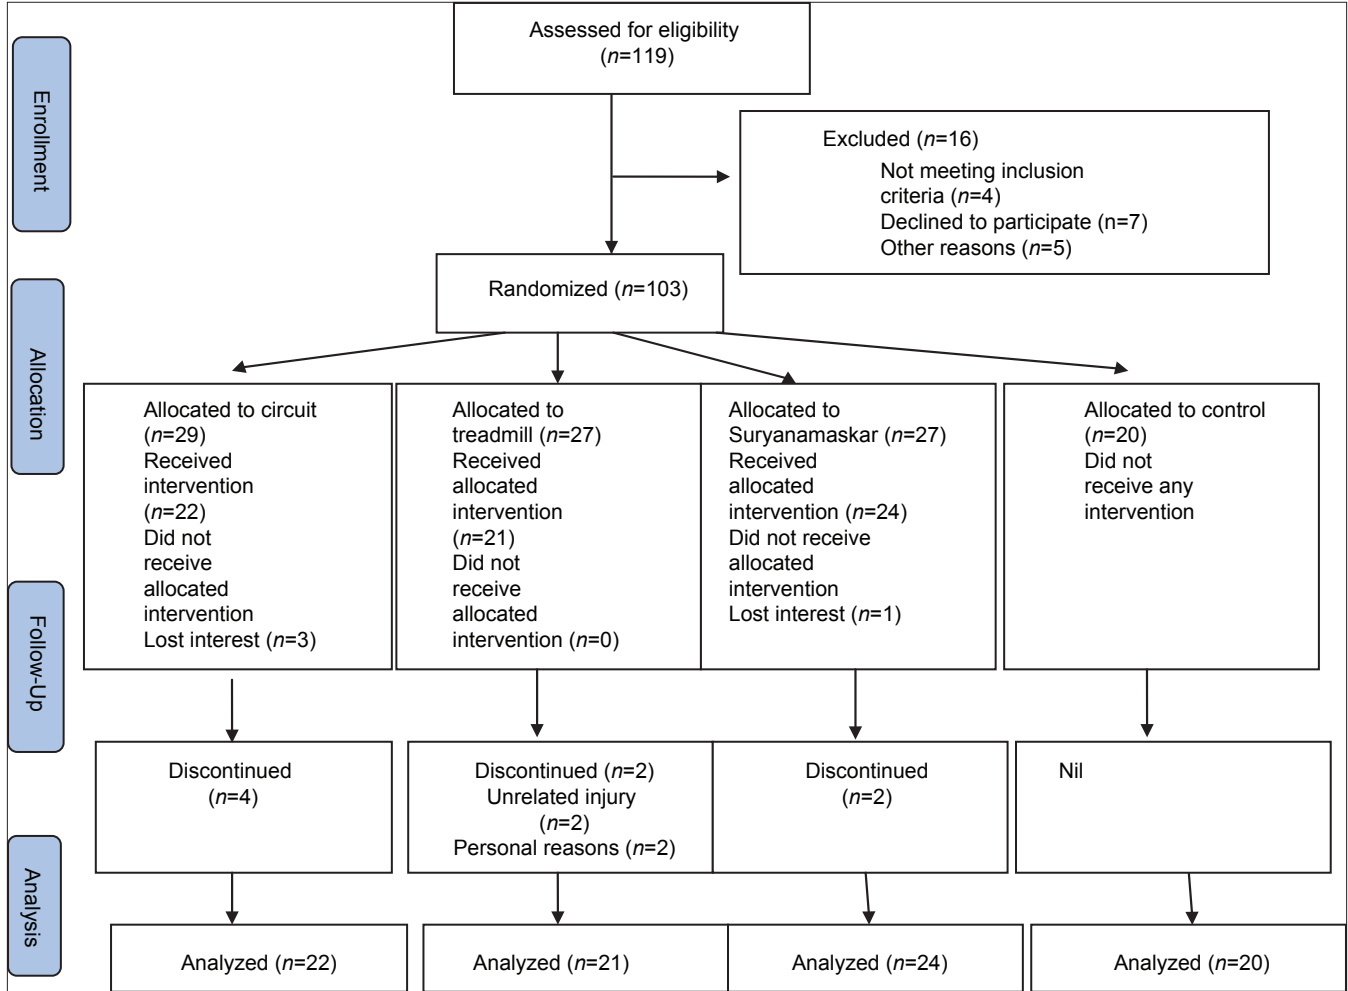 Assessed for eligibility
(n=119)
Enrollment
Excluded (n=16)
Not meeting inclusion
criteria (n=4)
Declined to participate (n=7)
Other reasons (n=5)
Randomized (n=103)
Allocation
Allocated to circuit
(n=29)
Received
intervention
(n=22)
Did not
receive
allocated
intervention
Lost interest (n=3)
Allocated to
treadmill (n=27)
Received
allocated
intervention
(n=21)
Did not
receive
allocated
intervention (n=0)
Allocated to
Suryanamaskar (n=27)
Received
allocated
intervention (n=24)
Did not receive
allocated
intervention
Lost interest (n=1)
Allocated to control
(n=20)
Did not
receive any
intervention
Follow-Up
Discontinued
(n=4)
Discontinued (n=2)
Unrelated injury
(n=2)
Personal reasons (n=2)
Discontinued
(n=2)
Nil
Analysis
Analyzed (n=22)
Analyzed (n=21)
Analyzed (n=24)
Analyzed (n=20)